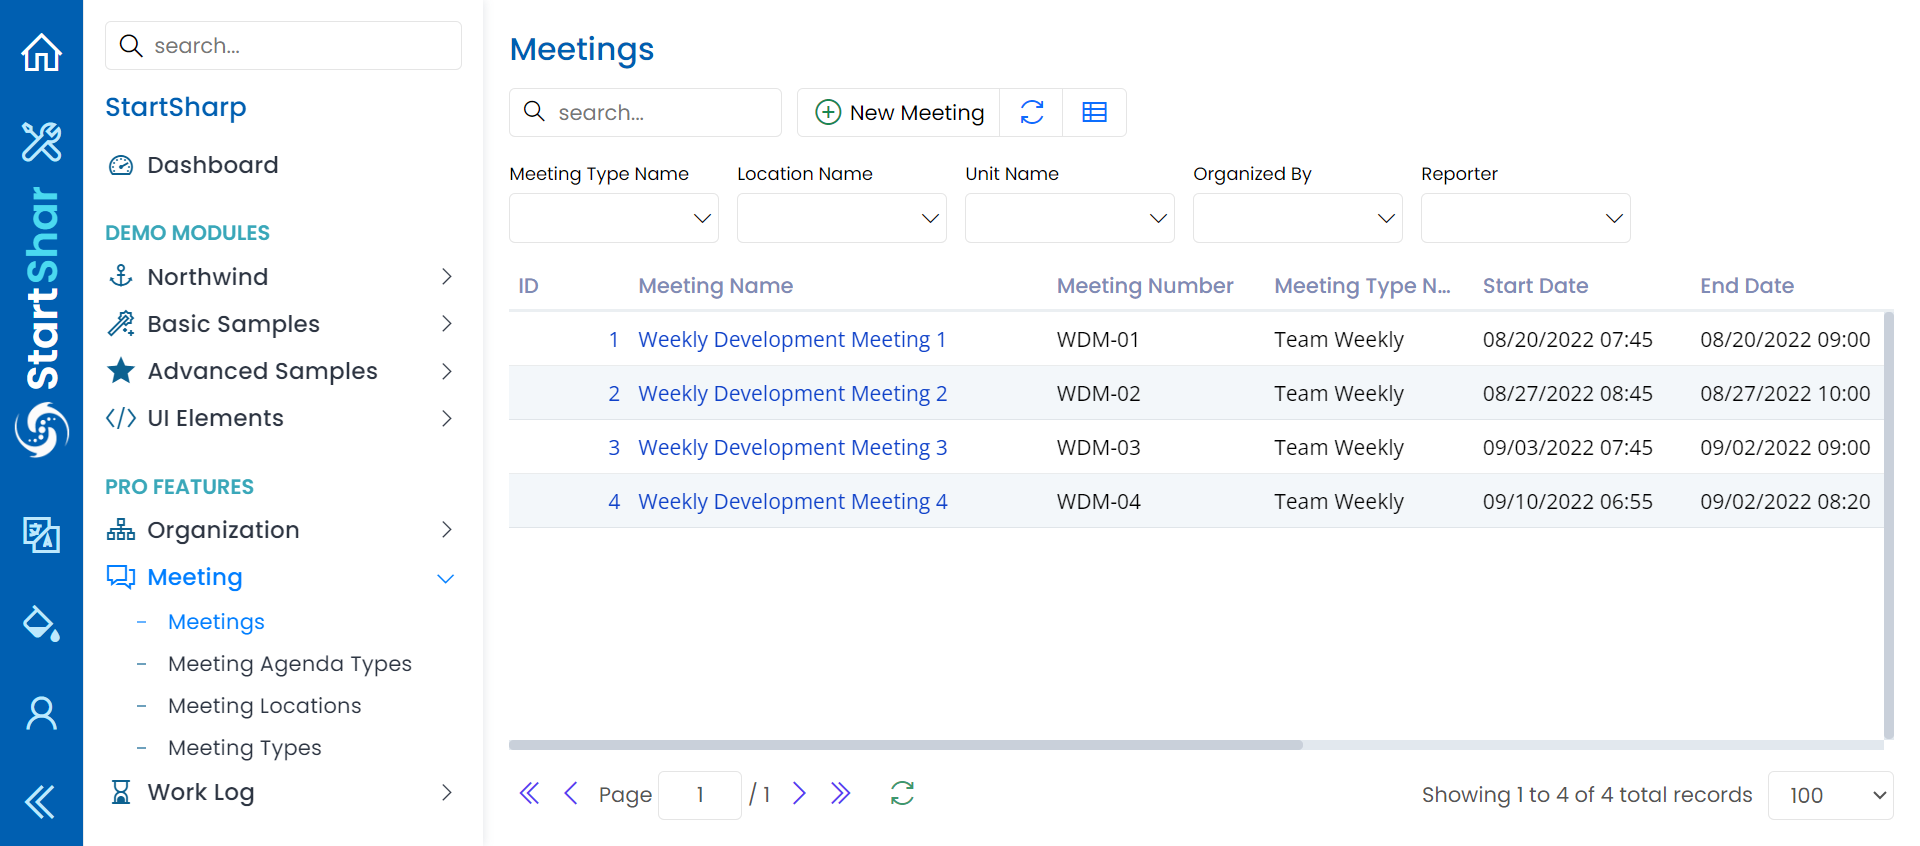 StartShar
search...
StartSharp
Dashboard
DEMO MODULES
Northwind
Basic Samples
Advanced Samples
UI Elements
PRO FEATURES
Organization
Meeting
- Meetings
- Meeting Agenda Types
- Meeting Locations
- Meeting Types
Work Log
Meetings
search...
New Meeting
Meeting Type Name Location Name Unit Name Organized By Reporter
ID Meeting Name Meeting Number Meeting Type N... Start Date End Date
1 Weekly Development Meeting 1 WDM-01 Team Weekly 08/20/2022 07:45 08/20/2022 09:00
2 Weekly Development Meeting 2 WDM-02 Team Weekly 08/27/2022 08:45 08/27/2022 10:00
3 Weekly Development Meeting 3 WDM-03 Team Weekly 09/03/2022 07:45 09/02/2022 09:00
4 Weekly Development Meeting 4 WDM-04 Team Weekly 09/10/2022 06:55 09/02/2022 08:20
Page 1 / 1 Showing 1 to 4 of 4 total records 100